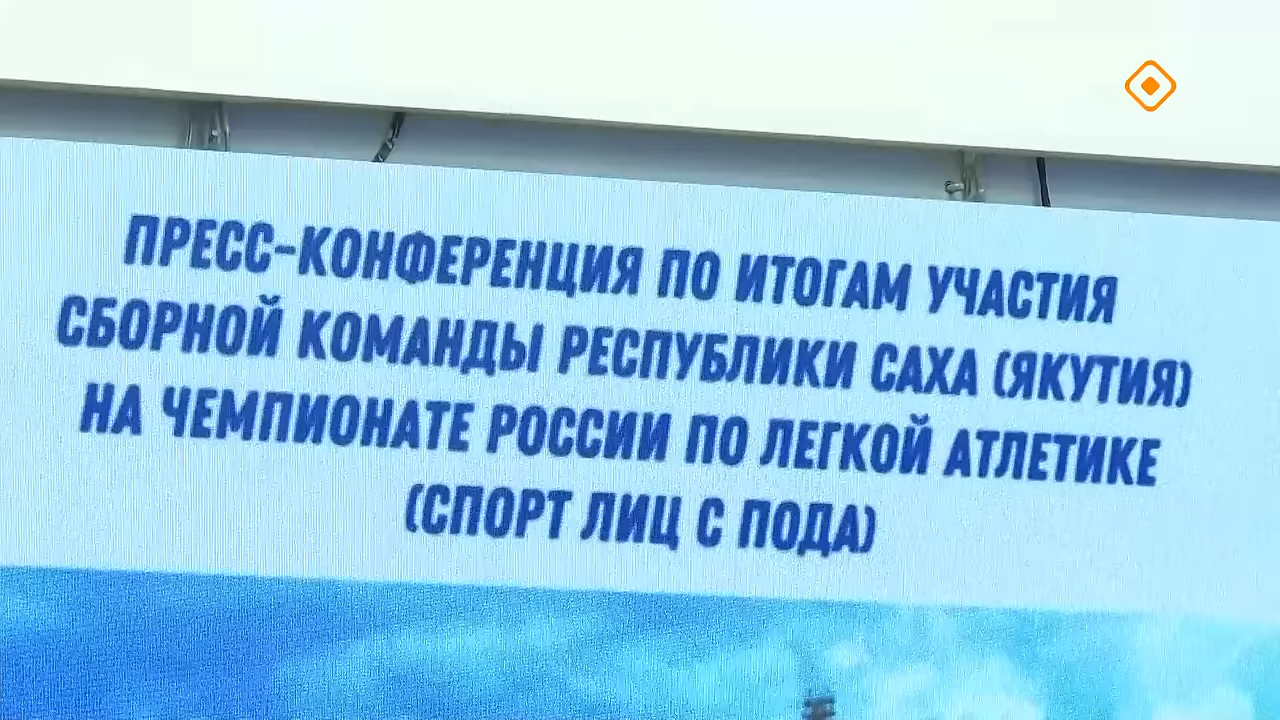 ПРЕСС-КОНФЕРЕНЦИЯ ПО ИТОГАМ УЧАСТИЯ
СБОРНОЙ КОМАНДЫ РЕСПУБЛИКИ САХА (ЯКУТИЯ)
НА ЧЕМПИОНАТЕ РОССИИ ПО ЛЕГКОЙ АТЛЕТИКЕ
(СПОРТ ЛИЦ С ПОДА)